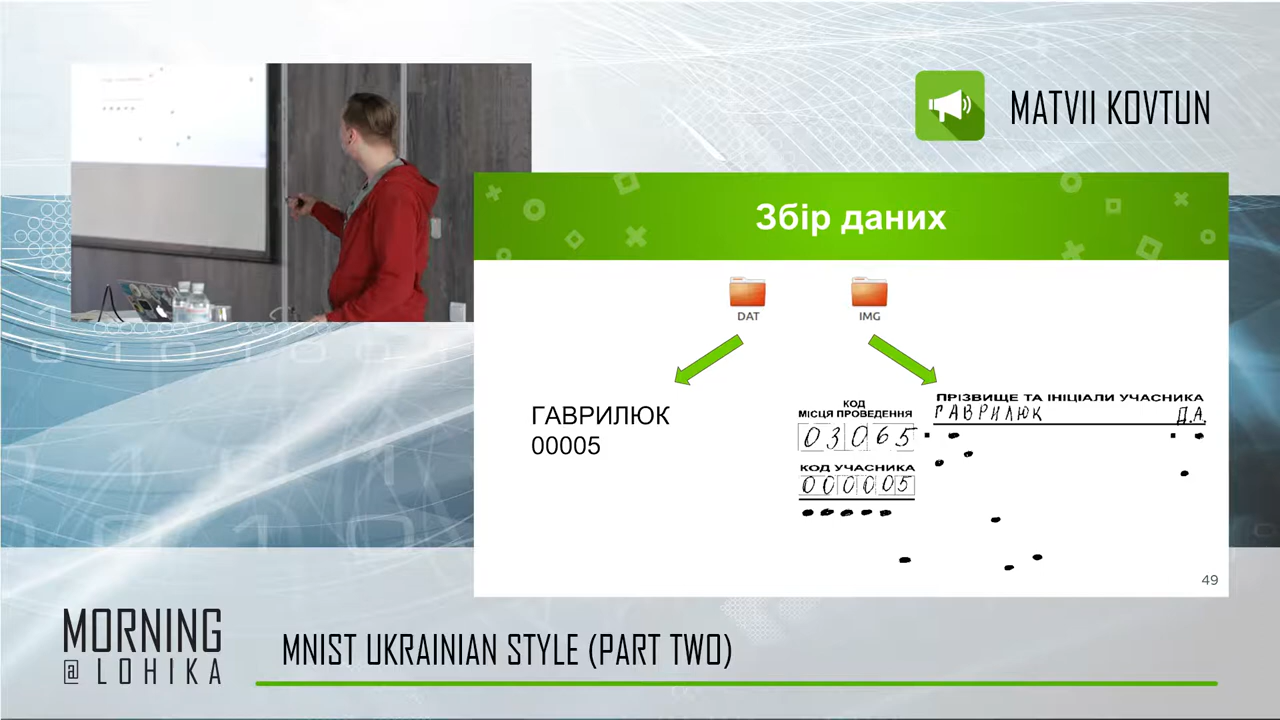 MATVII KOVTUN
Збір даних
DAT
IMG
ГАВРИЛЮК
00005
КОД
МІСЦЯ ПРОВЕДЕННЯ
03065
КОД УЧАСНИКА
000005
ПРІЗВИЩЕ ТА ІНІЦІАЛИ УЧАСНИКА
ГАВРИЛЮК Д.А.
49
MORNING
@ LOHIKA
MNIST UKRAINIAN STYLE (PART TWO)